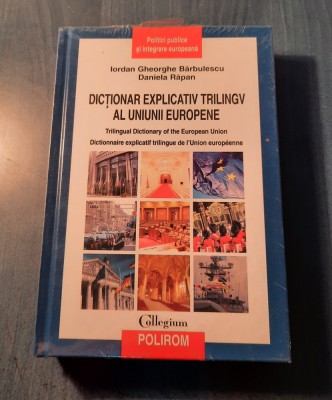 Politici publice
și integrare europeană
Iordan Gheorghe Bărbulescu
Daniela Răpan
DICȚIONAR EXPLICATIV TRILINGV
AL UNIUNII EUROPENE
Trilingual Dictionary of the European Union
Dictionnaire explicatif trilingue de l'Union européenne
Collegium
POLIROM